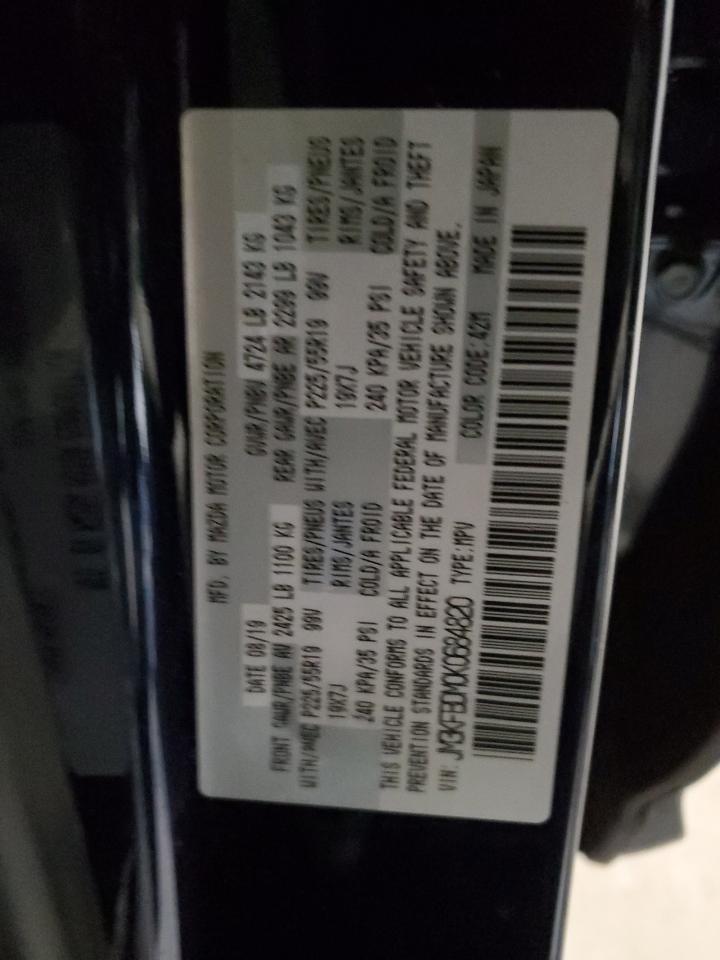 MFD. BY MAZDA MOTOR CORPORATION
DATE 08/19 GVWR/PNBV 4724 LB 2143 KG
FRONT GAWR/PNBE AV 2425 LB 1100 KG REAR GAWR/PNBE AR 2299 LB 1043 KG
WITH/AVEC P225/55R19 99V TIRES/PNEUS WITH/AVEC P225/55R19 99V TIRES/PNEUS
19X7J RIMS/JANTES 19X7J RIMS/JANTES
240 KPA/35 PSI COLD/A FROID 240 KPA/35 PSI COLD/A FROID
THIS VEHICLE CONFORMS TO ALL APPLICABLE FEDERAL MOTOR VEHICLE SAFETY AND THEFT
PREVENTION STANDARDS IN EFFECT ON THE DATE OF MANUFACTURE SHOWN ABOVE.
VIN: JM3KFBDM0K0684820 TYPE:MPV COLOR CODE:42M MADE IN JAPAN